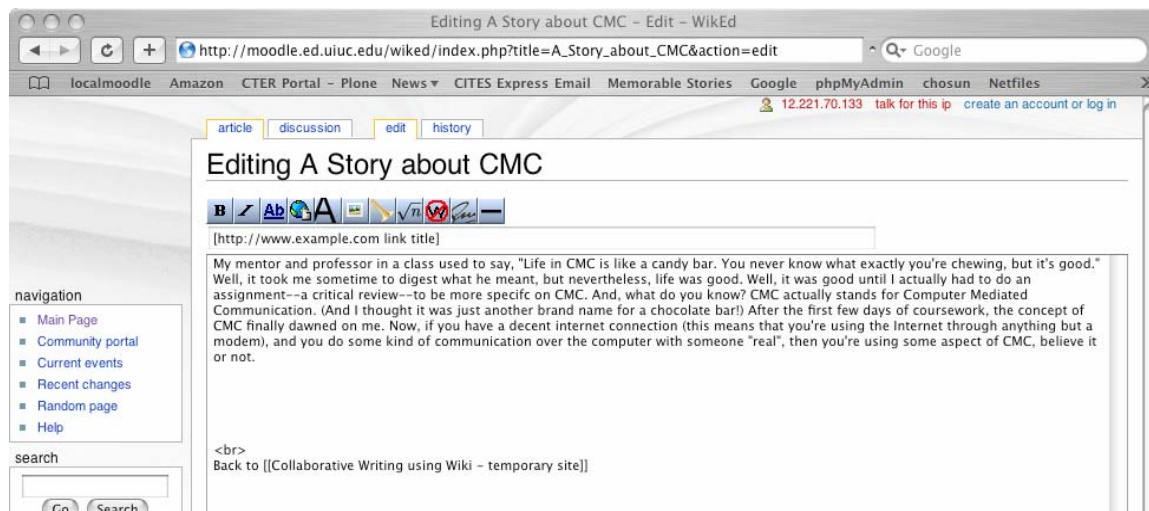 Editing A Story about CMC – Edit – WikEd
http://moodle.ed.uiuc.edu/wiked/index.php?title=A_Story_about_CMC&action=edit
Google
localmoodle Amazon CTER Portal – Plone News CITES Express Email Memorable Stories Google phpMyAdmin chosun Netfiles
12.221.70.133 talk for this ip create an account or log in
article discussion edit history
Editing A Story about CMC
B I Ab A √n W
[http://www.example.com link title]
My mentor and professor in a class used to say, "Life in CMC is like a candy bar. You never know what exactly you're chewing, but it's good."
Well, it took me sometime to digest what he meant, but nevertheless, life was good. Well, it was good until I actually had to do an
assignment--a critical review--to be more specifc on CMC. And, what do you know? CMC actually stands for Computer Mediated
Communication. (And I thought it was just another brand name for a chocolate bar!) After the first few days of coursework, the concept of
CMC finally dawned on me. Now, if you have a decent internet connection (this means that you're using the Internet through anything but a
modem), and you do some kind of communication over the computer with someone "real", then you're using some aspect of CMC, believe it
or not.
<br>
Back to [[Collaborative Writing using Wiki – temporary site]]
navigation
Main Page
Community portal
Current events
Recent changes
Random page
Help
search
Go Search